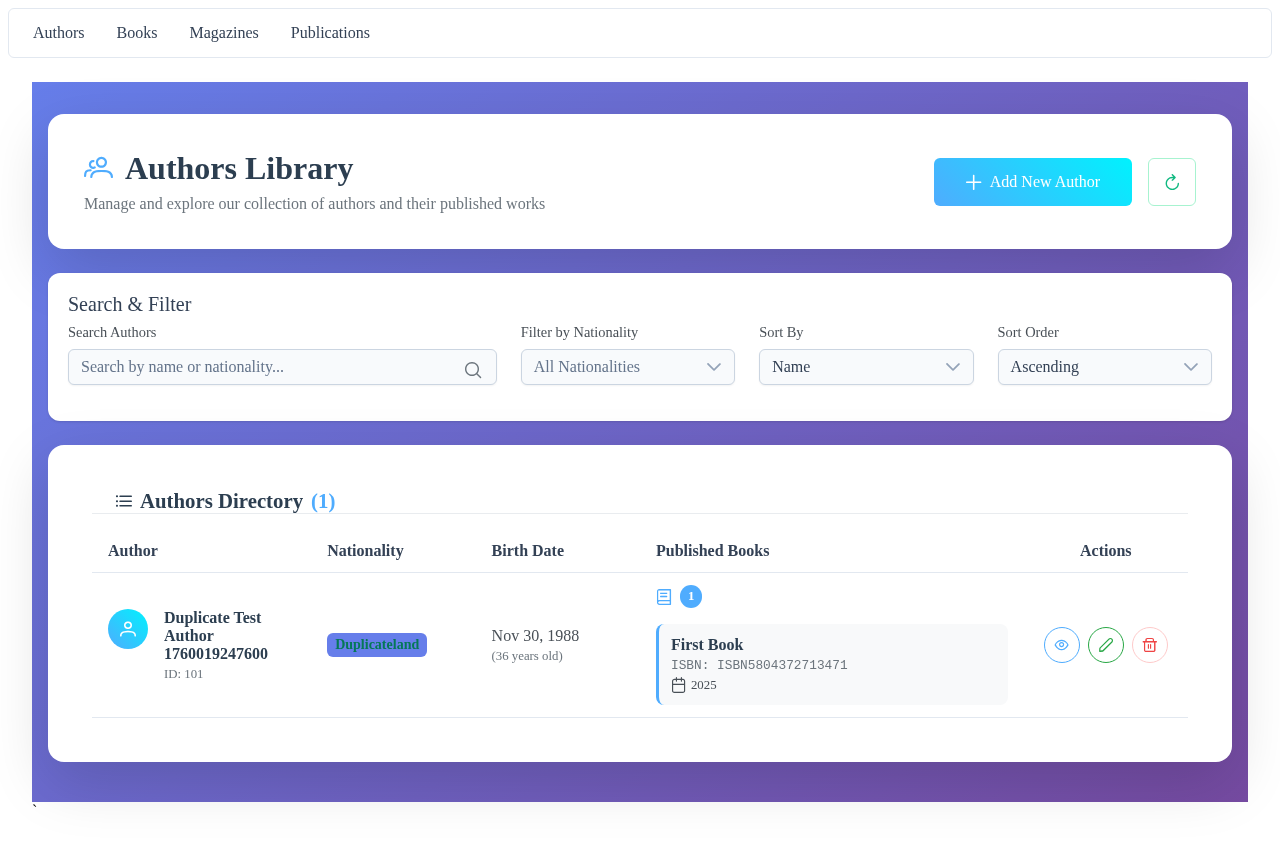 Authors Books Magazines Publications
Authors Library
Manage and explore our collection of authors and their published works
Add New Author
Search & Filter
Search Authors Filter by Nationality Sort By Sort Order
Search by name or nationality... All Nationalities Name Ascending
Authors Directory (1)
Author Nationality Birth Date Published Books Actions
1
Duplicate Test
Author
1760019247600
ID: 101
Duplicateland
Nov 30, 1988
(36 years old)
First Book
ISBN: ISBN5804372713471
2025
`